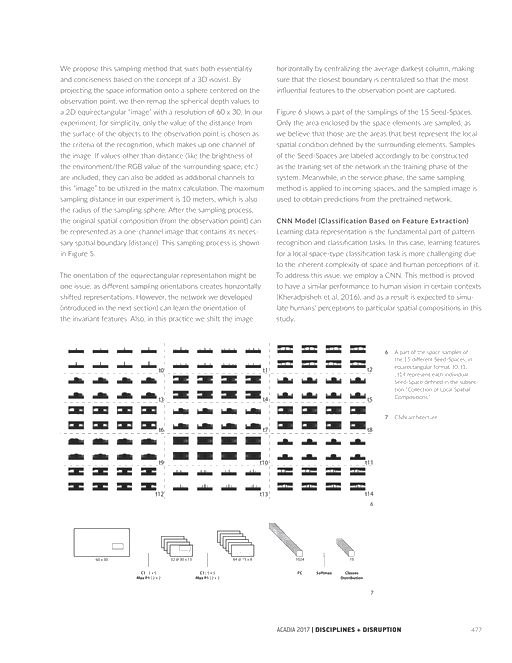 We propose this sampling method that suits both essentiality
and conciseness based on the concept of a 3D isovist. By
projecting the space information onto a sphere centered on the
observation point, we then remap the spherical depth values to
a 2D equirectangular "image" with a resolution of 60 x 30. In our
experiment, for simplicity, only the value of the distance from
the surface of the objects to the observation point is chosen as
the criteria of the recognition, which makes up one channel of
the image. If values other than distance (like the brightness of
the environment/the RGB value of the surrounding space, etc.)
are included, they can also be added as additional channels to
this "image" to be utilized in the matrix calculation. The maximum
sampling distance in our experiment is 10 meters, which is also
the radius of the sampling sphere. After the sampling process,
the original spatial composition (from the observation point) can
be represented as a one-channel image that contains its neces-
sary spatial boundary (distance). This sampling process is shown
in Figure 5.
The orientation of the equirectangular representation might be
one issue, as different sampling orientations creates horizontally
shifted representations. However, the network we developed
(introduced in the next section) can learn the orientation of
the invariant features. Also, in this practice we shift the image
horizontally by centralizing the average darkest column, making
sure that the closest boundary is centralized so that the most
influential features to the observation point are captured.
Figure 6 shows a part of the samplings of the 15 Seed-Spaces.
Only the area enclosed by the space elements are sampled, as
we believe that those are the areas that best represent the local
spatial condition defined by the surrounding elements. Samples
of the Seed-Spaces are labeled accordingly to be constructed
as the training set of the network in the training phase of the
system. Meanwhile, in the service phase, the same sampling
method is applied to incoming spaces, and the sampled image is
used to obtain predictions from the pretrained network.
CNN Model (Classification Based on Feature Extraction)
Learning data representation is the fundamental part of pattern
recognition and classification tasks. In this case, learning features
for a local space-type classification task is more challenging due
to the inherent complexity of space and human perceptions of it.
To address this issue, we employ a CNN. This method is proved
to have a similar performance to human vision in certain contexts
(Kheradpisheh et al. 2016), and as a result is expected to simu-
late humans' perceptions to particular spatial compositions in this
study.
t0 t1 t2
t3 t4 t5
t6 t7 t8
t9 t10 t11
t12 t13 t14
6
6 A part of the space samples of
the 15 different Seed-Spaces, in
equirectangular format. t0, t1,
...t14 represent each individual
Seed-Space defined in the subsec-
tion "Collection of Local Spatial
Compositions."
7 CNN architecture
60 x 30
1024
FC Softmax Classes
Distribution
7
ACADIA 2017 | DISCIPLINES + DISRUPTION 477